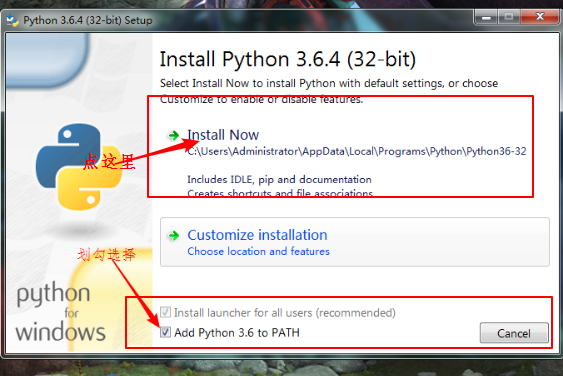 Python 3.6.4 (32-bit) Setup
Install Python 3.6.4 (32-bit)
Select Install Now to install Python with default settings, or choose
Customize to enable or disable features.
Install Now
点这里
C:\Users\Administrator\AppData\Local\Programs\Python\Python36-32
Includes IDLE, pip and documentation
Creates shortcuts and file associations
Customize installation
Choose location and features
划勾选择
python
for
windows
Install launcher for all users (recommended)
Add Python 3.6 to PATH
Cancel